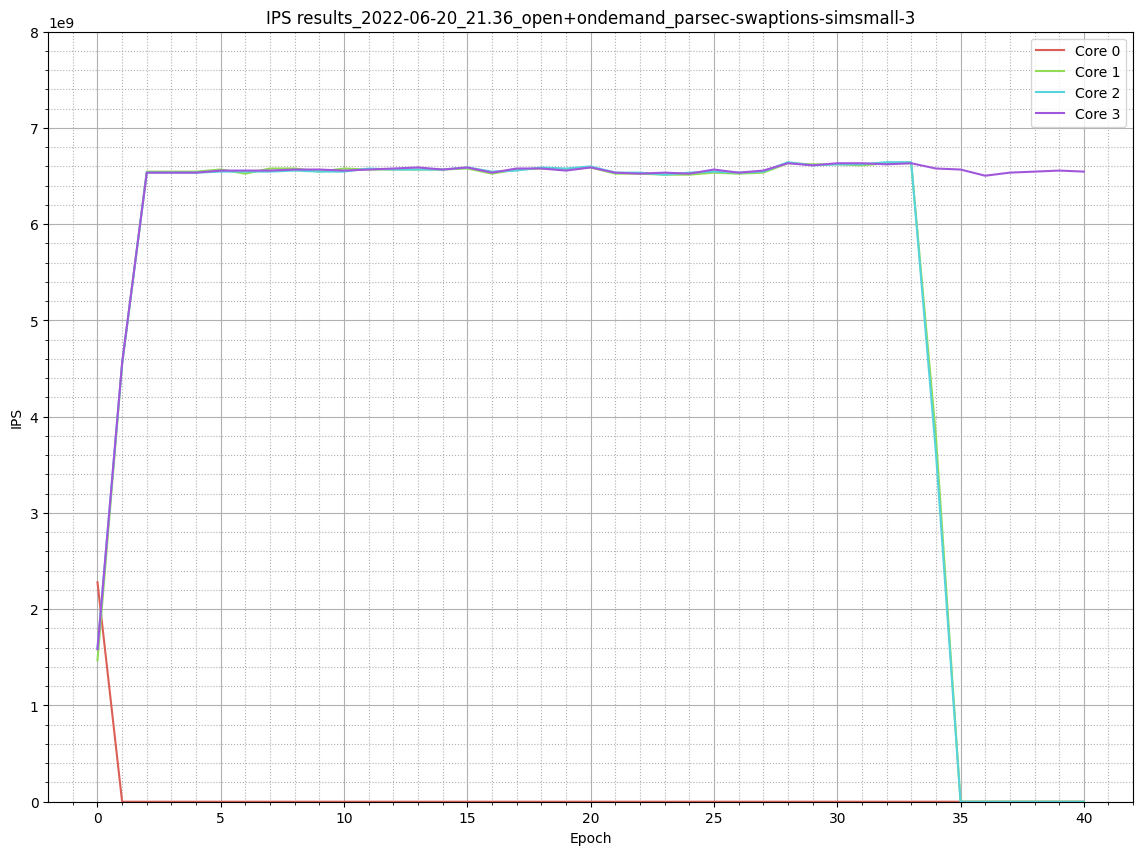 IPS results_2022-06-20_21.36_open+ondemand_parsec-swaptions-simsmall-3
1e9
8
7
6
5
4
3
2
1
0
IPS
Core 0
Core 1
Core 2
Core 3
0 5 10 15 20 25 30 35 40
Epoch